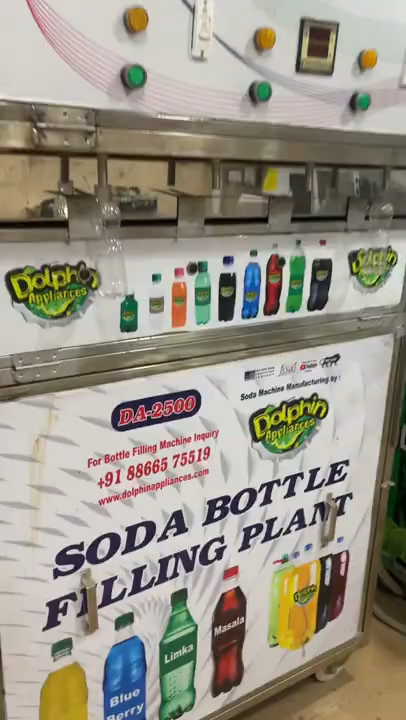 Dolphin
Appliances
Dolphin
Appliances
DA-2500
Soda Machine Manufacturing by :
For Bottle Filling Machine Inquiry
+91 88665 75519
www.dolphinappliances.com
Dolphin
Appliances
SODA BOTTLE
FILLING PLANT
Blue
Berry
Limka
Masala